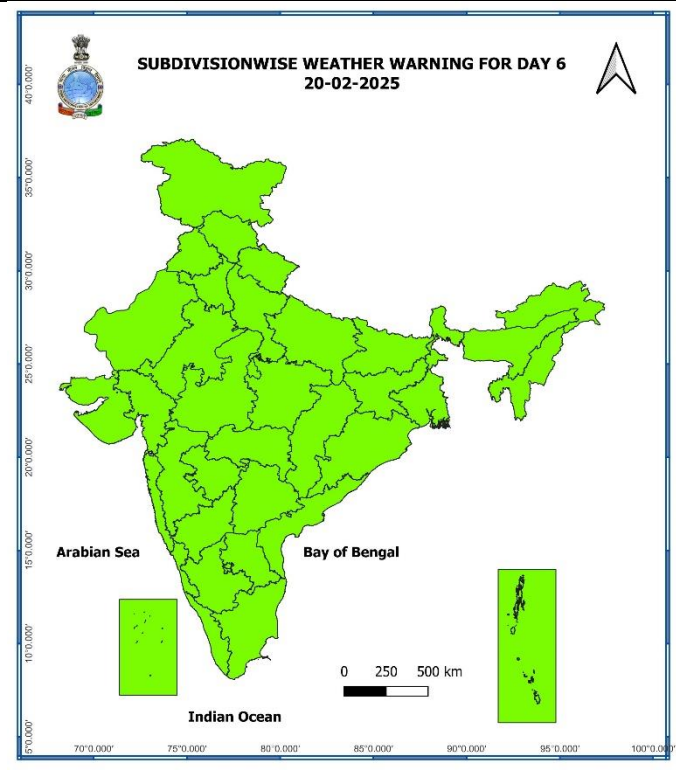 SUBDIVISIONWISE WEATHER WARNING FOR DAY 6
20-02-2025
40°0.000'
35°0.000'
30°0.000'
25°0.000'
20°0.000'
15°0.000'
10°0.000'
5°0.000'
Arabian Sea
Bay of Bengal
0 250 500 km
Indian Ocean
70°0.000' 75°0.000' 80°0.000' 85°0.000' 90°0.000' 95°0.000' 100°0.000'